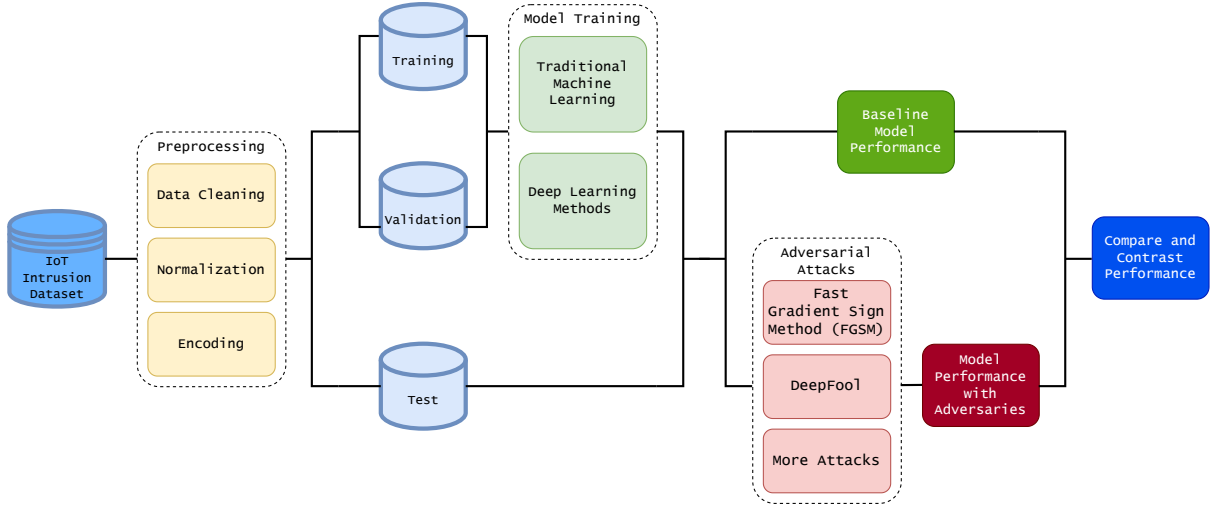 IoT
Intrusion
Dataset
Preprocessing
Data Cleaning
Normalization
Encoding
Training
Validation
Test
Model Training
Traditional
Machine
Learning
Deep Learning
Methods
Baseline
Model
Performance
Adversarial
Attacks
Fast
Gradient Sign
Method (FGSM)
DeepFool
More Attacks
Model
Performance
with
Adversaries
Compare and
Contrast
Performance